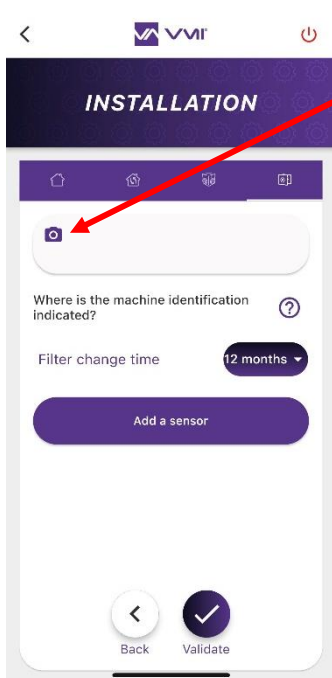 VMI
INSTALLATION
Where is the machine identification
indicated?
Filter change time
12 months
Add a sensor
Back
Validate